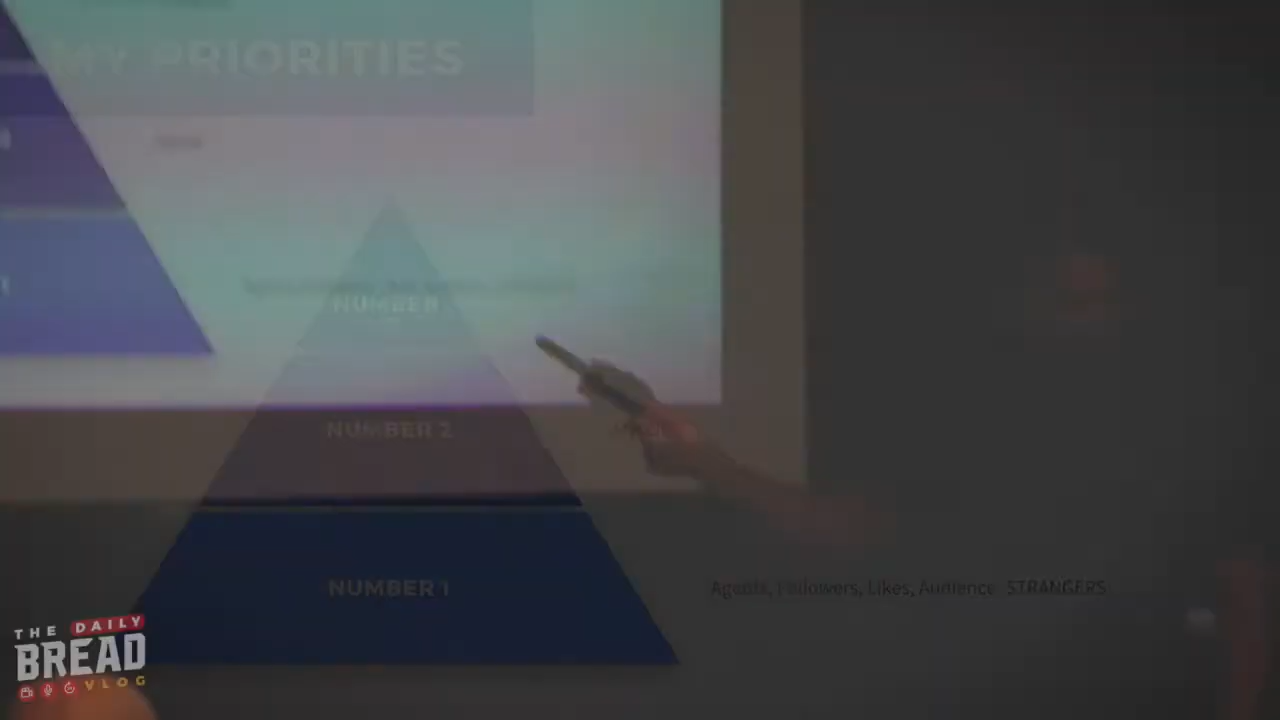 MY PRIORITIES
NUMBER
NUMBER 2
NUMBER 1
Agents, Followers, Likes, Audience STRANGERS
THE DAILY
BREAD
VLOG